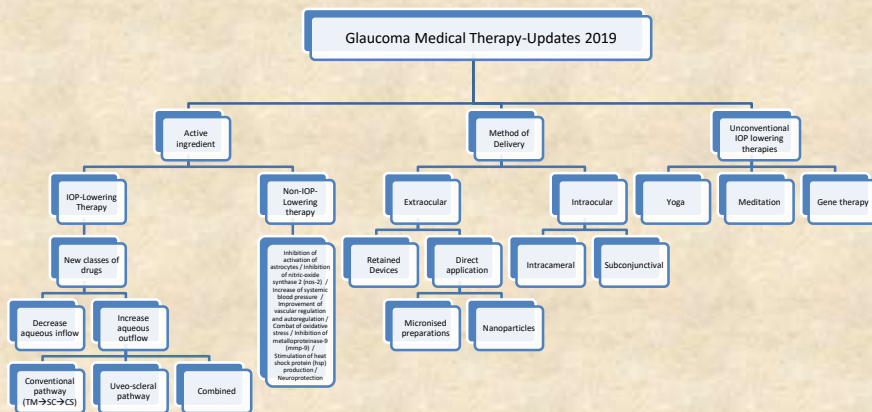 Glaucoma Medical Therapy-Updates 2019
Active
ingredient
Method of
Delivery
Unconventional
IOP lowering
therapies
IOP-Lowering
Therapy
Non-IOP-
Lowering
therapy
Extraocular
Intraocular
Yoga
Meditation
Gene therapy
New classes of
drugs
Inhibition of
activation of
astrocytes / Inhibition
of nitric-oxide
synthase 2 (nos-2) /
Increase of systemic
blood pressure /
Improvement of
vascular regulation
and autoregulation /
Combat of oxidative
stress / Inhibition of
metalloproteinase-9
(mmp-9) /
Stimulation of heat
shock protein (hsp)
production /
Neuroprotection
Retained
Devices
Direct
application
Intracameral
Subconjunctival
Decrease
aqueous inflow
Increase
aqueous
outflow
Micronised
preparations
Nanoparticles
Conventional
pathway
(TM→SC→CS)
Uveo-scleral
pathway
Combined